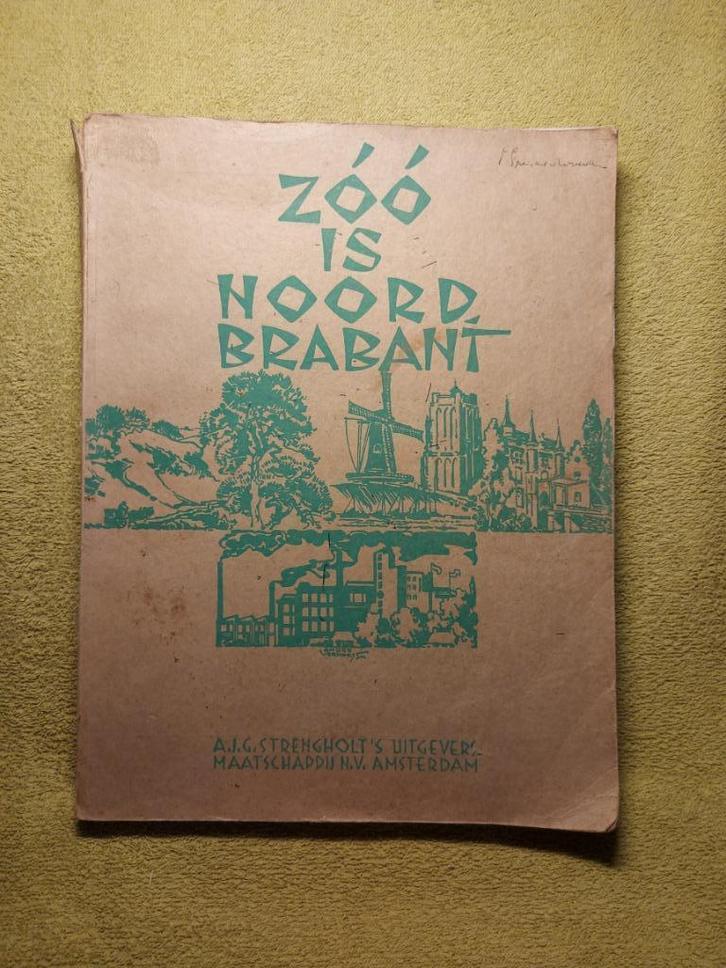 ZÓÓ
IS
NOORD
BRABANT
A.J.G. STRENGHOLT'S UITGEVERS
MAATSCHAPPIJ N.V. AMSTERDAM